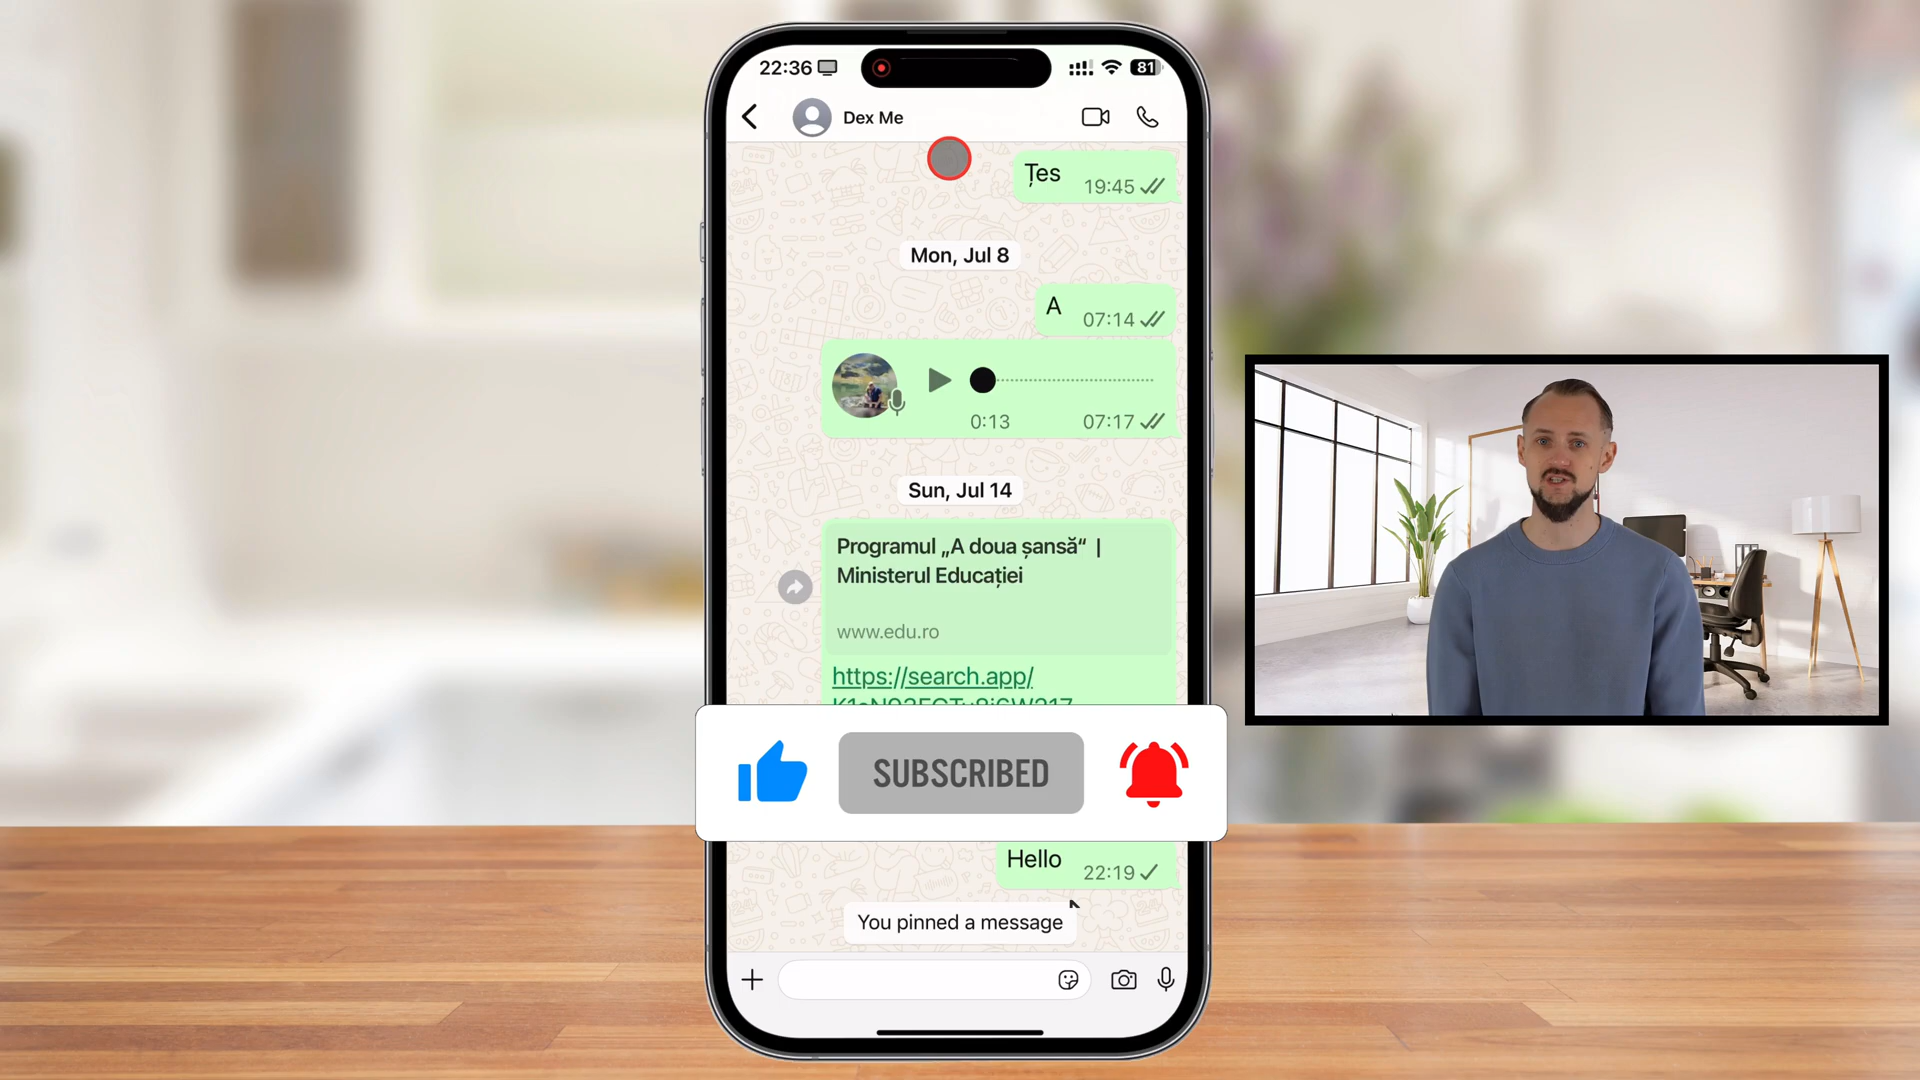 22:36
81
Dex Me
Țes
19:45
Mon, Jul 8
A
07:14
0:13
07:17
Sun, Jul 14
Programul „A doua șansă“ |
Ministerul Educației
www.edu.ro
https://search.app/
SUBSCRIBED
Hello
22:19
You pinned a message